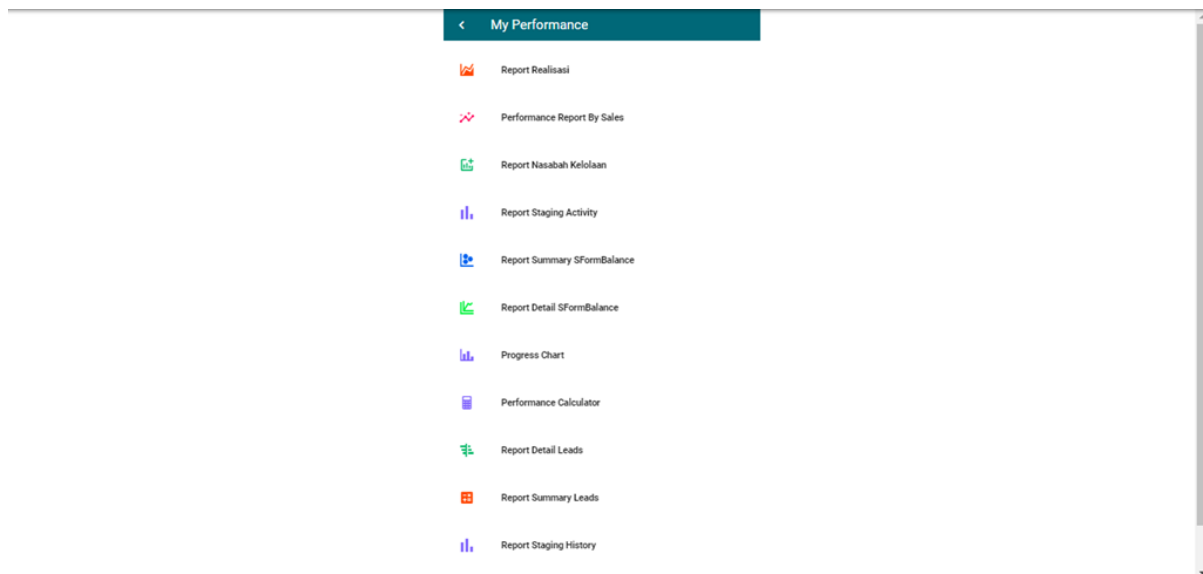 My Performance
Report Realisasi
Performance Report By Sales
Report Nasabah Kelolaan
Report Staging Activity
Report Summary SFormBalance
Report Detail SFormBalance
Progress Chart
Performance Calculator
Report Detail Leads
Report Summary Leads
Report Staging History